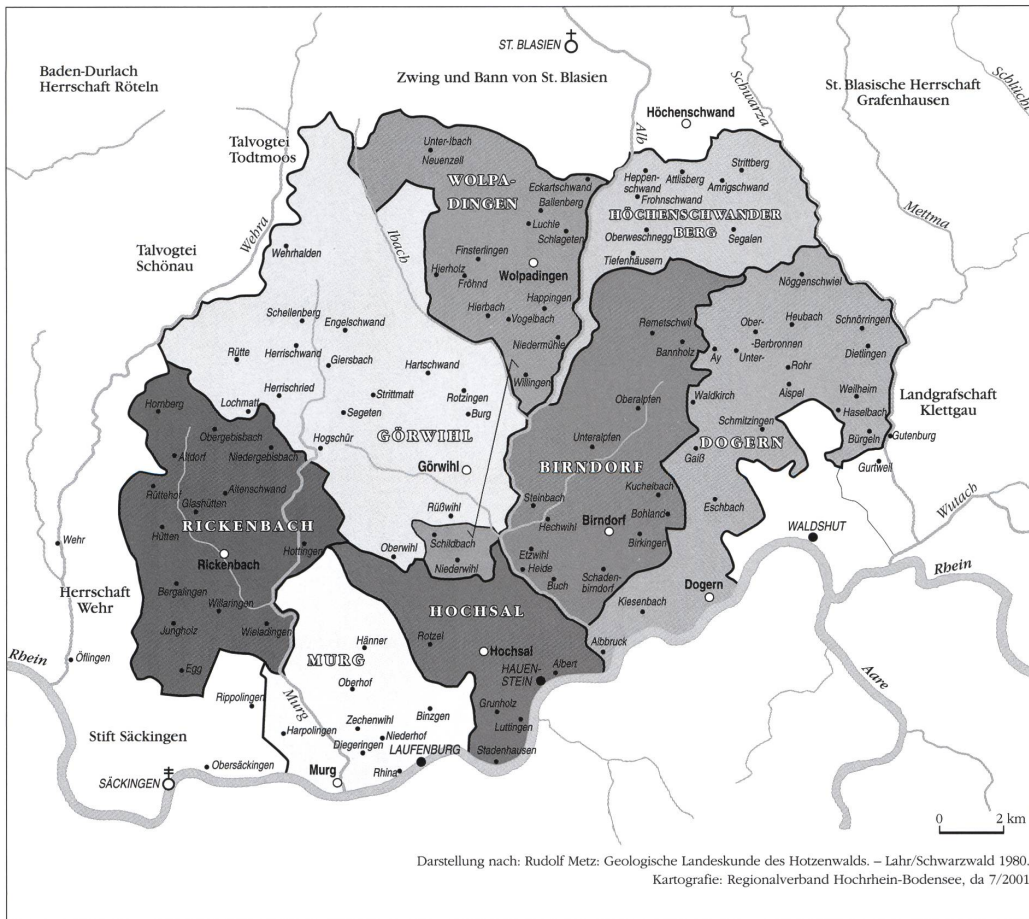 ST. BLASIEN
Baden-Durlach
Herrschaft Röteln
Zwing und Bann von St. Blasien
Schwarza
St. Blasische Herrschaft
Grafenhausen
Schlücht
Höchenschwand
Alb
Talvogtei
Todtmoos
Unter-Ibach
Neuenzell
WOLPA-
DINGEN
Eckartschwand
Ballenberg
Luchle
Schlageten
Heppen-
schwand
Attlisberg
Strittberg
Amrigschwand
Frohnschwand
HÖCHENSCHWANDER
BERG
Oberweschnegg
Segalen
Tiefenhäusern
Mettma
Wehra
Ibach
Talvogtei
Schönau
Wehrhalden
Finsterlingen
Hierholz
Fröhnd
Wolpadingen
Nöggenschwiel
Hierbach
Happingen
Vogelbach
Niedermühle
Willingen
Remetschwil
Bannholz
Ober-
-Berbronnen
Unter-
Ay
Heubach
Schnörringen
Dietlingen
Rohr
Aispel
Weilheim
Haselbach
Bürgeln
Gutenburg
Gurtweil
Landgrafschaft
Klettgau
Schellenberg
Engelschwand
Rütte
Herrischwand
Giersbach
Hartschwand
Herrischried
Strittmatt
Rotzingen
Burg
Lochmatt
Segeten
Hogschür
GÖRWIHL
Görwihl
Oberalpfen
Waldkirch
Schmitzingen
DOGERN
Unteralpfen
Gaiß
BIRNDORF
Hornberg
Obergebisbach
Altdorf
Niedergebisbach
Rüttehof
Altenschwand
Glashütten
RICKENBACH
Hütten
Rickenbach
Hottingen
Wehr
Rüßwihl
Schildbach
Oberwihl
Niederwihl
Steinbach
Kuchelbach
Hechwihl
Bohland
Birndorf
Birkingen
Eschbach
Etzwihl
Heide
Buch
Schaden-
birndorf
WALDSHUT
Wutach
Rhein
Dogern
Kiesenbach
Albbruck
Herrschaft
Wehr
Bergalingen
Willaringen
Jungholz
Wieladingen
Egg
HOCHSAL
Rotzel
Hochsal
HAUEN-
STEIN
Albert
Grunholz
Luttingen
Stadenhausen
Rhein
Öflingen
Hänner
MURG
Oberhof
Rippolingen
Murg
Harpolingen
Zechenwihl
Binzgen
Niederhof
Diegeringen
LAUFENBURG
Murg
Rhina
Stift Säckingen
Obersäckingen
SÄCKINGEN
Aare
0 2 km
Darstellung nach: Rudolf Metz: Geologische Landeskunde des Hotzenwalds. – Lahr/Schwarzwald 1980.
Kartografie: Regionalverband Hochrhein-Bodensee, da 7/2001